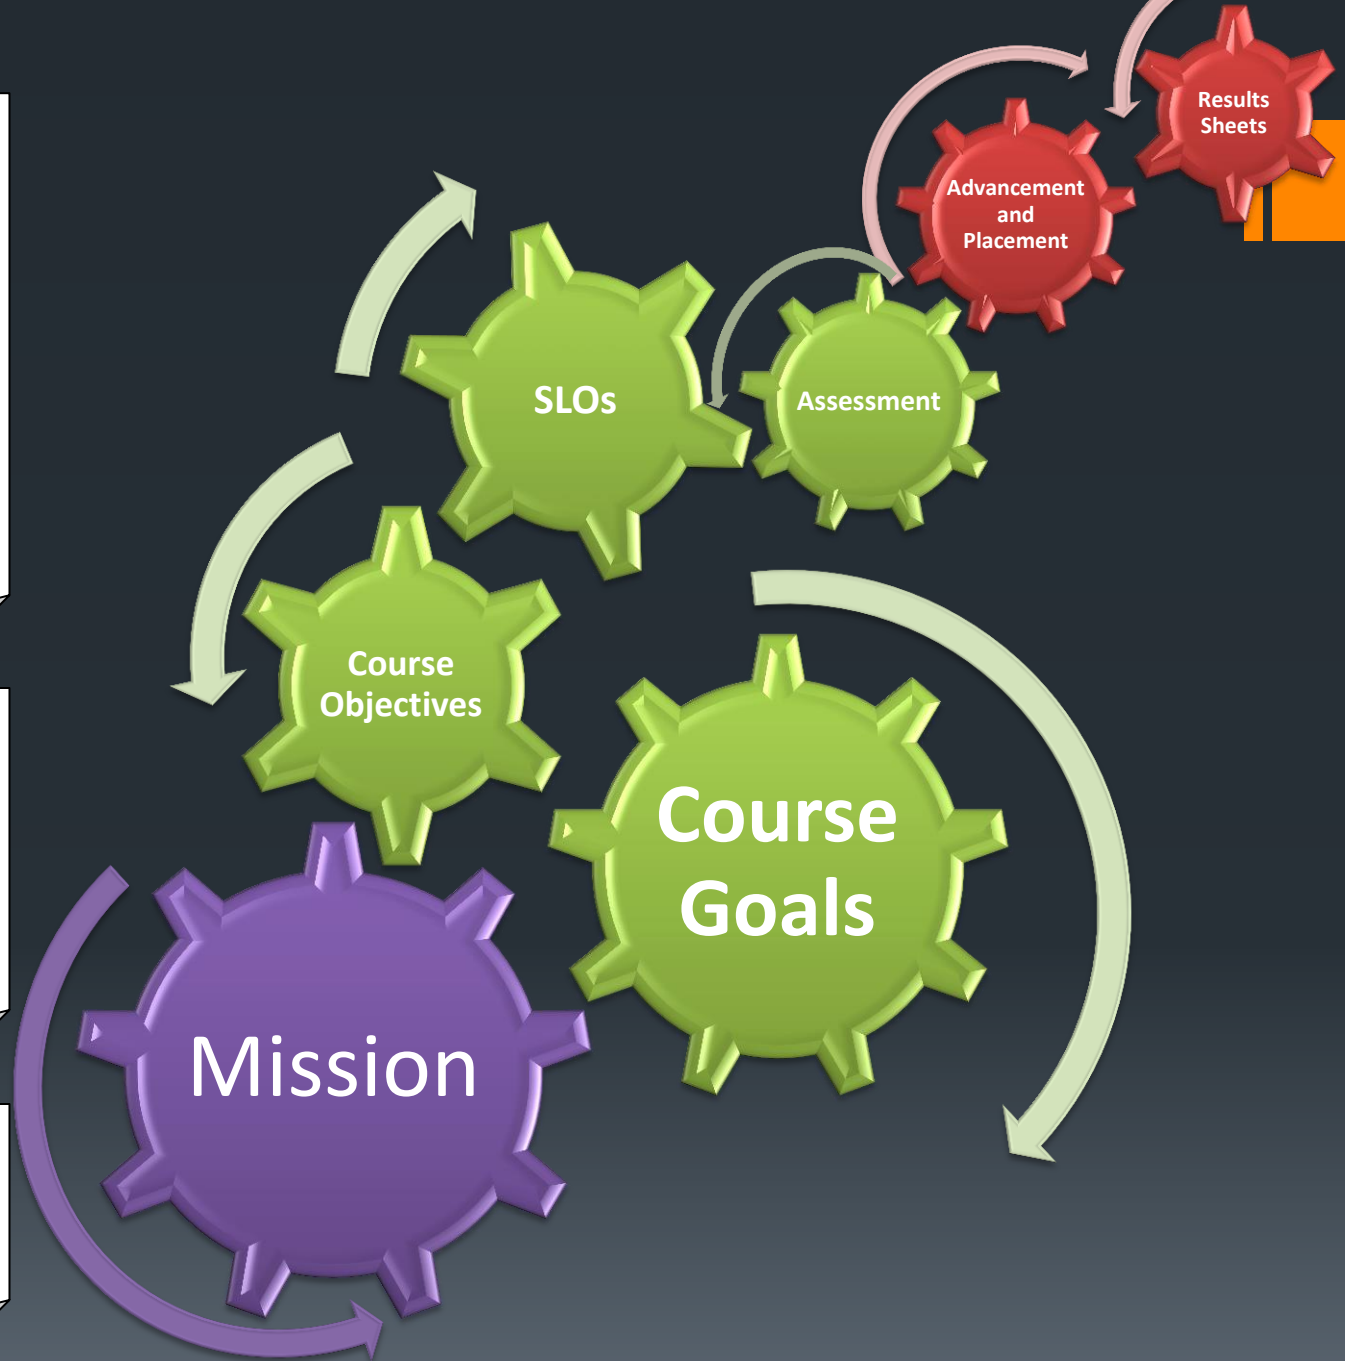 Results
Sheets
Advancement
and
Placement
SLOs
Assessment
Course
Objectives
Course
Goals
Mission